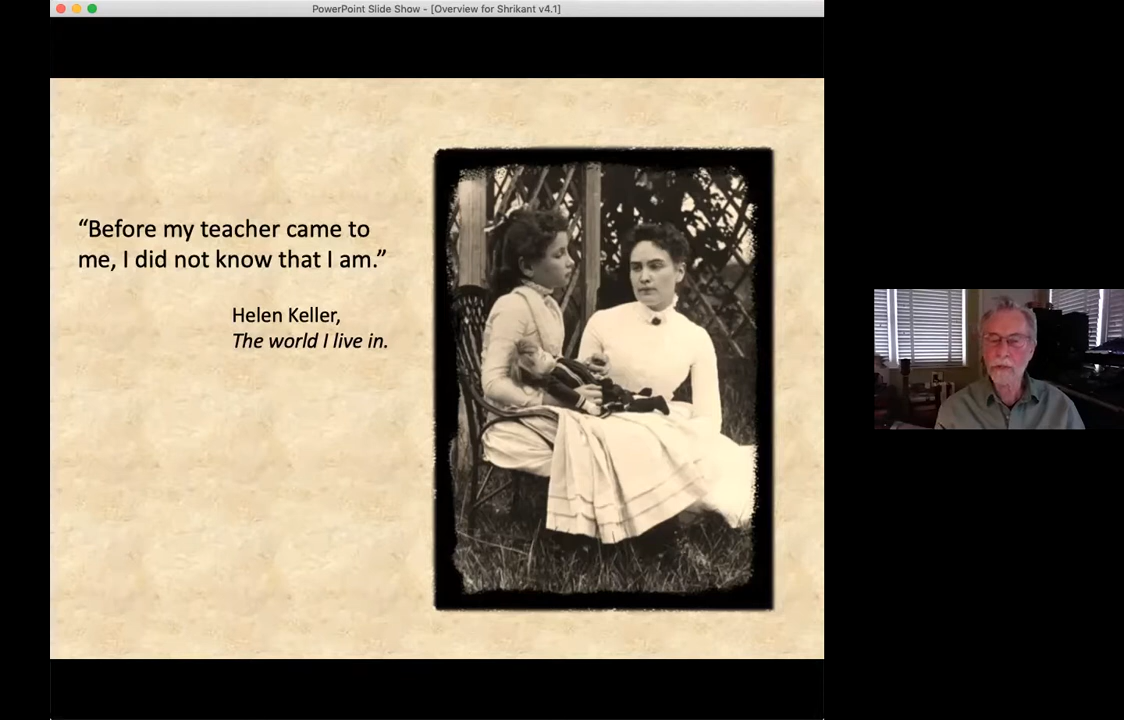 PowerPoint Slide Show - [Overview for Shrikant v4.1]
“Before my teacher came to
me, I did not know that I am.”
Helen Keller,
The world I live in.